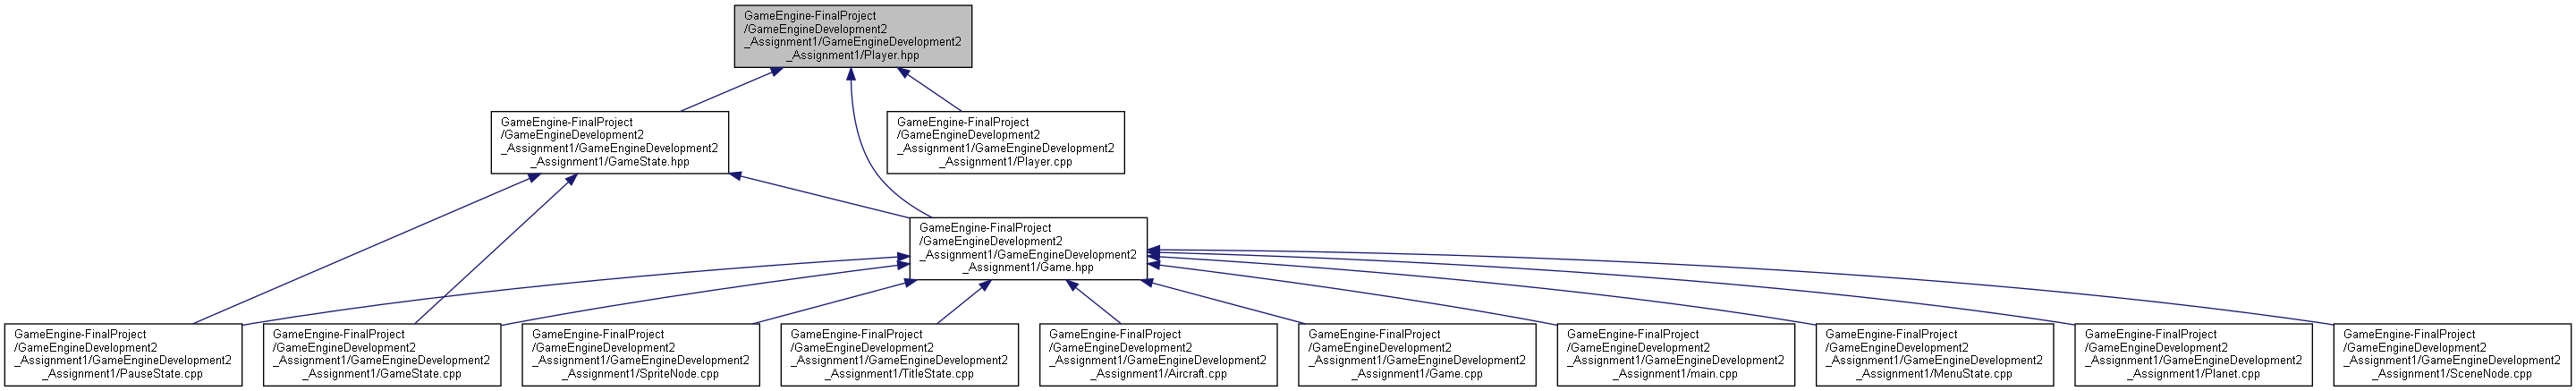 GameEngine-FinalProject
/GameEngineDevelopment2
_Assignment1/GameEngineDevelopment2
_Assignment1/Player.hpp
GameEngine-FinalProject
/GameEngineDevelopment2
_Assignment1/GameEngineDevelopment2
_Assignment1/GameState.hpp
GameEngine-FinalProject
/GameEngineDevelopment2
_Assignment1/GameEngineDevelopment2
_Assignment1/Player.cpp
GameEngine-FinalProject
/GameEngineDevelopment2
_Assignment1/GameEngineDevelopment2
_Assignment1/Game.hpp
GameEngine-FinalProject
/GameEngineDevelopment2
_Assignment1/GameEngineDevelopment2
_Assignment1/PauseState.cpp
GameEngine-FinalProject
/GameEngineDevelopment2
_Assignment1/GameEngineDevelopment2
_Assignment1/GameState.cpp
GameEngine-FinalProject
/GameEngineDevelopment2
_Assignment1/GameEngineDevelopment2
_Assignment1/SpriteNode.cpp
GameEngine-FinalProject
/GameEngineDevelopment2
_Assignment1/GameEngineDevelopment2
_Assignment1/TitleState.cpp
GameEngine-FinalProject
/GameEngineDevelopment2
_Assignment1/GameEngineDevelopment2
_Assignment1/Aircraft.cpp
GameEngine-FinalProject
/GameEngineDevelopment2
_Assignment1/GameEngineDevelopment2
_Assignment1/Game.cpp
GameEngine-FinalProject
/GameEngineDevelopment2
_Assignment1/GameEngineDevelopment2
_Assignment1/main.cpp
GameEngine-FinalProject
/GameEngineDevelopment2
_Assignment1/GameEngineDevelopment2
_Assignment1/MenuState.cpp
GameEngine-FinalProject
/GameEngineDevelopment2
_Assignment1/GameEngineDevelopment2
_Assignment1/Planet.cpp
GameEngine-FinalProject
/GameEngineDevelopment2
_Assignment1/GameEngineDevelopment2
_Assignment1/SceneNode.cpp